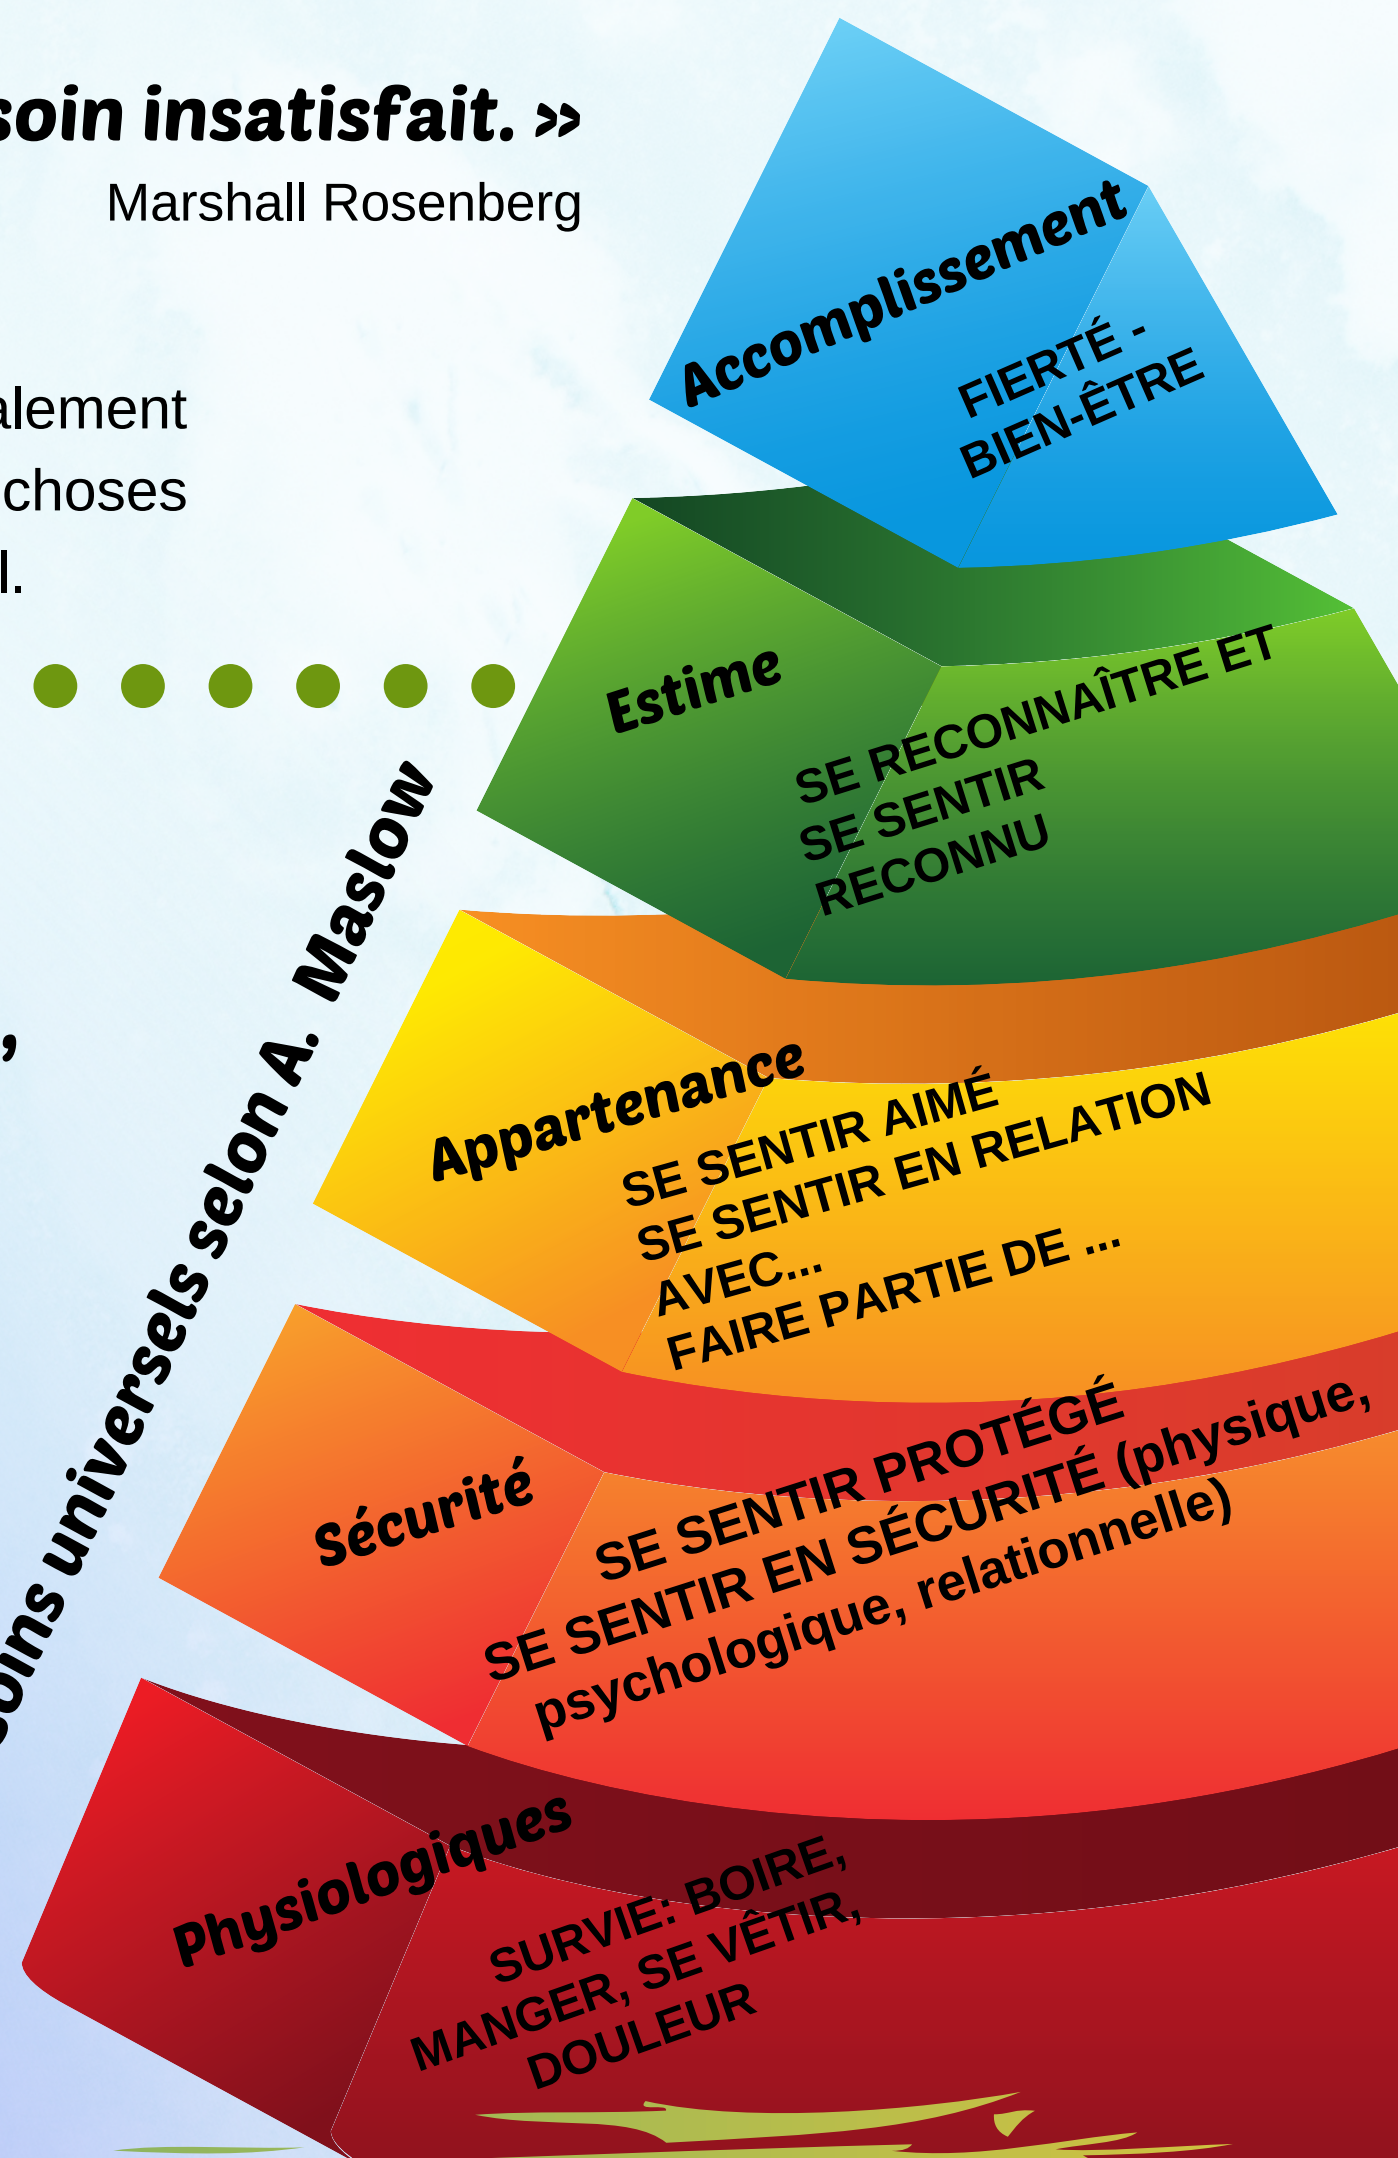 soin insatisfait. »
Marshall Rosenberg
alement
choses
l.
,
soins universels selon A. Maslow
Accomplissement
FIERTÉ -
BIEN-ÊTRE
Estime
SE RECONNAÎTRE ET
SE SENTIR
RECONNU
Appartenance
SE SENTIR AIMÉ
SE SENTIR EN RELATION
AVEC...
FAIRE PARTIE DE ...
Sécurité
SE SENTIR PROTÉGÉ
SE SENTIR EN SÉCURITÉ (physique,
psychologique, relationnelle)
Physiologiques
SURVIE: BOIRE,
MANGER, SE VÊTIR,
DOULEUR